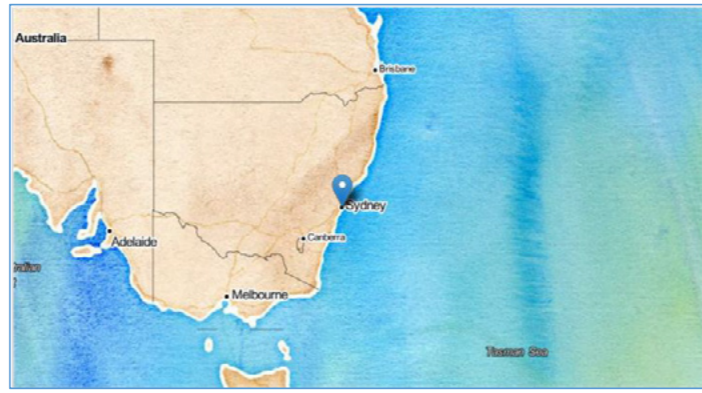 Australia
Brisbane
Sydney
Adelaide
Canberra
Melbourne
Tasman Sea